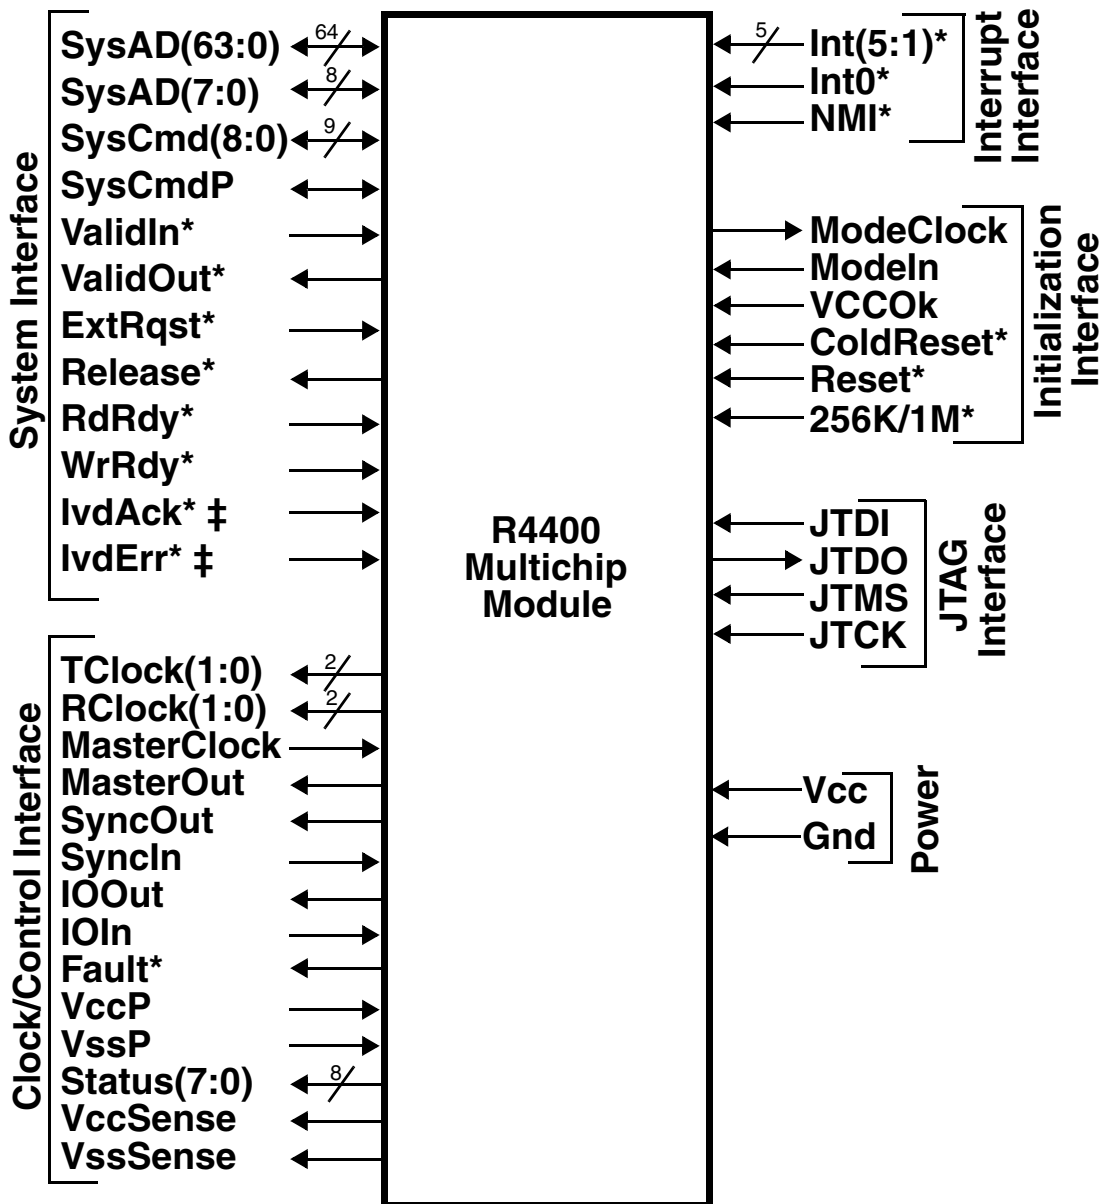 System Interface
SysAD(63:0) 64
SysAD(7:0) 8
SysCmd(8:0) 9
SysCmdP
ValidIn*
ValidOut*
ExtRqst*
Release*
RdRdy*
WrRdy*
IvdAck* ‡
IvdErr* ‡
Clock/Control Interface
TClock(1:0) 2
RClock(1:0) 2
MasterClock
MasterOut
SyncOut
SyncIn
IOOut
IOIn
Fault*
VccP
VssP
Status(7:0) 8
VccSense
VssSense
R4400
Multichip
Module
5 Int(5:1)*
Int0*
NMI*
Interrupt
Interface
ModeClock
ModeIn
VCCOk
ColdReset*
Reset*
256K/1M*
Initialization
Interface
JTDI
JTDO
JTMS
JTCK
JTAG
Interface
Vcc
Gnd
Power